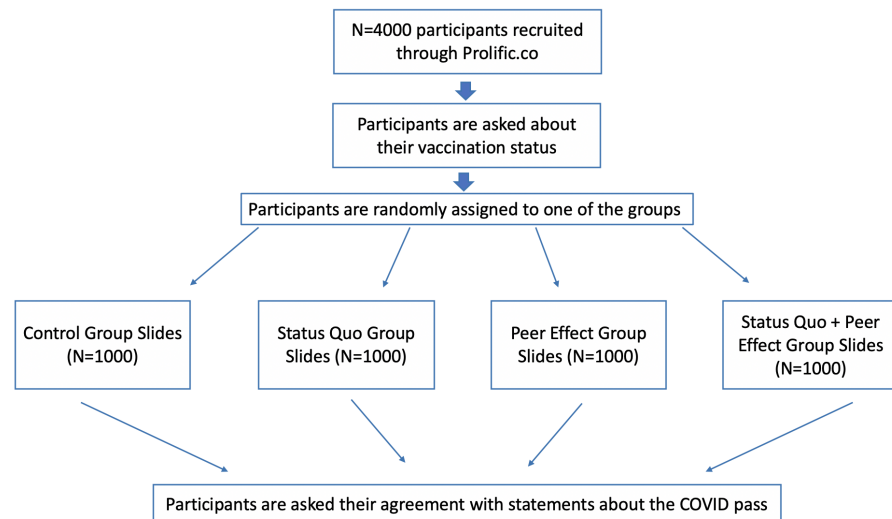 N=4000 participants recruited
through Prolific.co
Participants are asked about
their vaccination status
Participants are randomly assigned to one of the groups
Control Group Slides
(N=1000)
Status Quo Group
Slides (N=1000)
Peer Effect Group
Slides (N=1000)
Status Quo + Peer
Effect Group Slides
(N=1000)
Participants are asked their agreement with statements about the COVID pass